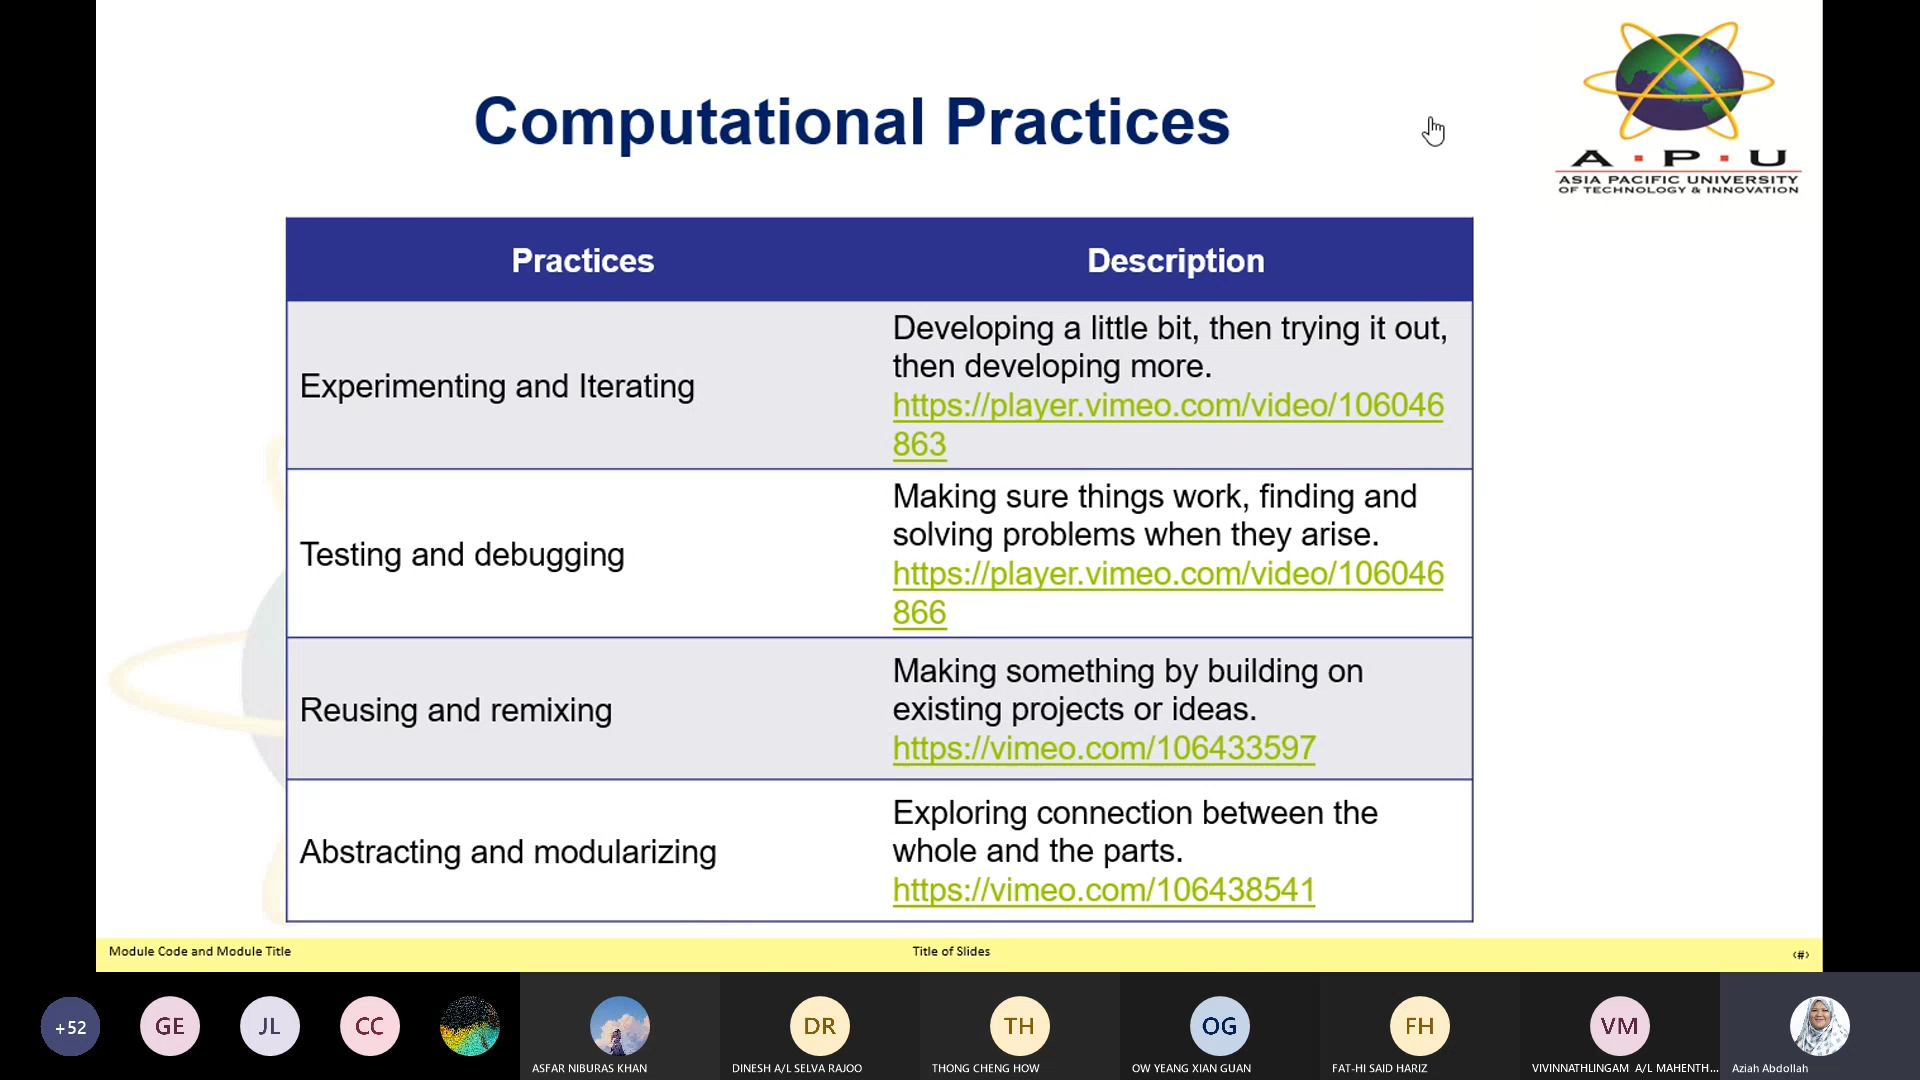 Computational Practices
A · P · U
ASIA PACIFIC UNIVERSITY
OF TECHNOLOGY & INNOVATION
Practices
Description
Experimenting and Iterating
Developing a little bit, then trying it out,
then developing more.
https://player.vimeo.com/video/106046
863
Testing and debugging
Making sure things work, finding and
solving problems when they arise.
https://player.vimeo.com/video/106046
866
Reusing and remixing
Making something by building on
existing projects or ideas.
https://vimeo.com/106433597
Abstracting and modularizing
Exploring connection between the
whole and the parts.
https://vimeo.com/106438541
Module Code and Module Title
Title of Slides
‹#›
+52
GE
JL
CC
DR
TH
OG
FH
VM
ASFAR NIBURAS KHAN
DINESH A/L SELVA RAJOO
THONG CHENG HOW
OW YEANG XIAN GUAN
FAT-HI SAID HARIZ
VIVINNATHLINGAM A/L MAHENTH...
Aziah Abdollah